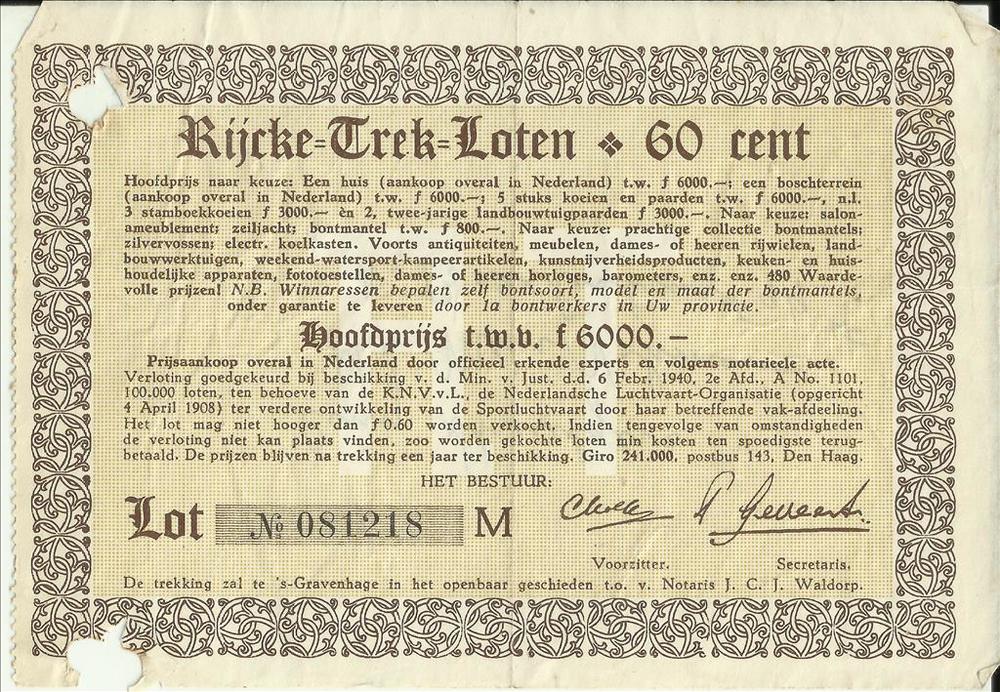 Rijcke=Trek=Loten ❖ 60 cent
Hoofdprijs naar keuze: Een huis (aankoop overal in Nederland) t.w. f 6000.—; een boschterrein
(aankoop overal in Nederland) t.w. f 6000.—; 5 stuks koeien en paarden t.w. f 6000.—, n.l.
3 stamboekkoeien f 3000.— èn 2, twee-jarige landbouwtuigpaarden f 3000.—. Naar keuze: salon-
ameublement; zeiljacht; bontmantel t.w. f 800.—. Naar keuze: prachtige collectie bontmantels;
zilvervossen; electr. koelkasten. Voorts antiquiteiten, meubelen, dames- of heeren rijwielen, land-
bouwwerktuigen, weekend-watersport-kampeerartikelen, kunstnijverheidsproducten, keuken- en huis-
houdelijke apparaten, fototoestellen, dames- of heeren horloges, barometers, enz. enz. 480 Waarde-
volle prijzen! N.B. Winnaressen bepalen zelf bontsoort, model en maat der bontmantels,
onder garantie te leveren door 1a bontwerkers in Uw provincie.
Hoofdprijs t.w.v. f 6000.—
Prijsaankoop overal in Nederland door officieel erkende experts en volgens notarieele acte.
Verloting goedgekeurd bij beschikking v. d. Min. v. Just. d.d. 6 Febr. 1940, 2e Afd., A No. 1101,
100.000 loten, ten behoeve van de K.N.V.v.L., de Nederlandsche Luchtvaart-Organisatie (opgericht
4 April 1908) ter verdere ontwikkeling van de Sportluchtvaart door haar betreffende vak-afdeeling.
Het lot mag niet hooger dan f 0.60 worden verkocht. Indien tengevolge van omstandigheden
de verloting niet kan plaats vinden, zoo worden gekochte loten min kosten ten spoedigste terug-
betaald. De prijzen blijven na trekking een jaar ter beschikking. Giro 241.000, postbus 143, Den Haag.
HET BESTUUR:
Lot № 081218 M
Voorzitter. Secretaris.
De trekking zal te 's-Gravenhage in het openbaar geschieden t.o. v. Notaris J. C. J. Waldorp.